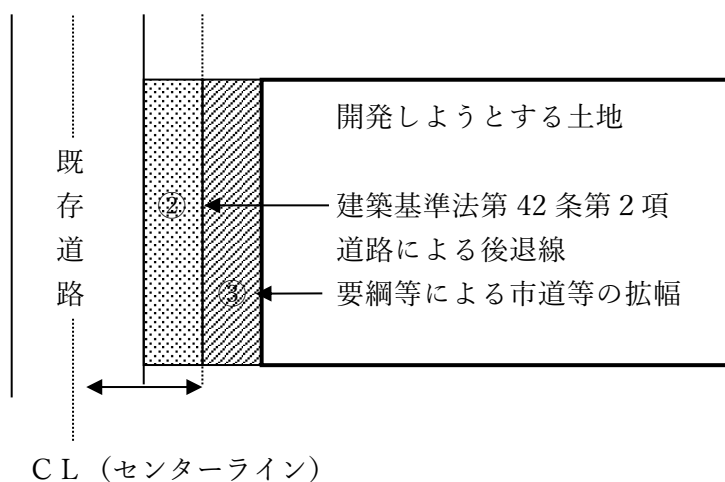 開発しようとする土地
既存道路
②
建築基準法第 42 条第 2 項
道路による後退線
③
要綱等による市道等の拡幅
ＣＬ（センターライン）